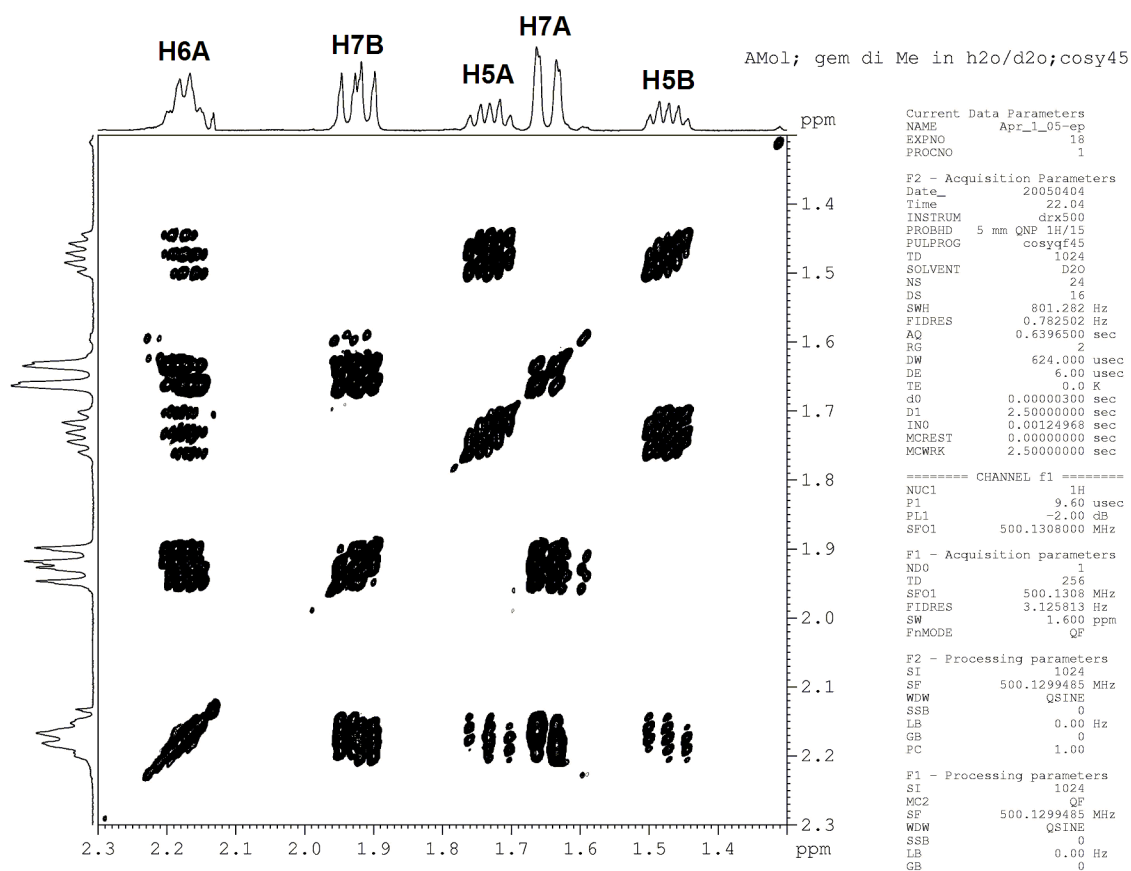 AMol; gem di Me in h2o/d2o;cosy45
H6A
H7B
H5A
H7A
H5B
ppm
1.4
1.5
1.6
1.7
1.8
1.9
2.0
2.1
2.2
2.3
2.3 2.2 2.1 2.0 1.9 1.8 1.7 1.6 1.5 1.4 ppm
Current Data Parameters
NAME Apr_1_05-ep
EXPNO 18
PROCNO 1
F2 - Acquisition Parameters
Date_ 20050404
Time 22.04
INSTRUM drx500
PROBHD 5 mm QNP 1H/15
PULPROG cosyqf45
TD 1024
SOLVENT D2O
NS 24
DS 16
SWH 801.282 Hz
FIDRES 0.782502 Hz
AQ 0.6396500 sec
RG 2
DW 624.000 usec
DE 6.00 usec
TE 0.0 K
d0 0.00000300 sec
D1 2.50000000 sec
IN0 0.00124968 sec
MCREST 0.00000000 sec
MCWRK 2.50000000 sec
======== CHANNEL f1 ========
NUC1 1H
P1 9.60 usec
PL1 -2.00 dB
SFO1 500.1308000 MHz
F1 - Acquisition parameters
ND0 1
TD 256
SFO1 500.1308 MHz
FIDRES 3.125813 Hz
SW 1.600 ppm
FnMODE QF
F2 - Processing parameters
SI 1024
SF 500.1299485 MHz
WDW QSINE
SSB 0
LB 0.00 Hz
GB 0
PC 1.00
F1 - Processing parameters
SI 1024
MC2 QF
SF 500.1299485 MHz
WDW QSINE
SSB 0
LB 0.00 Hz
GB 0